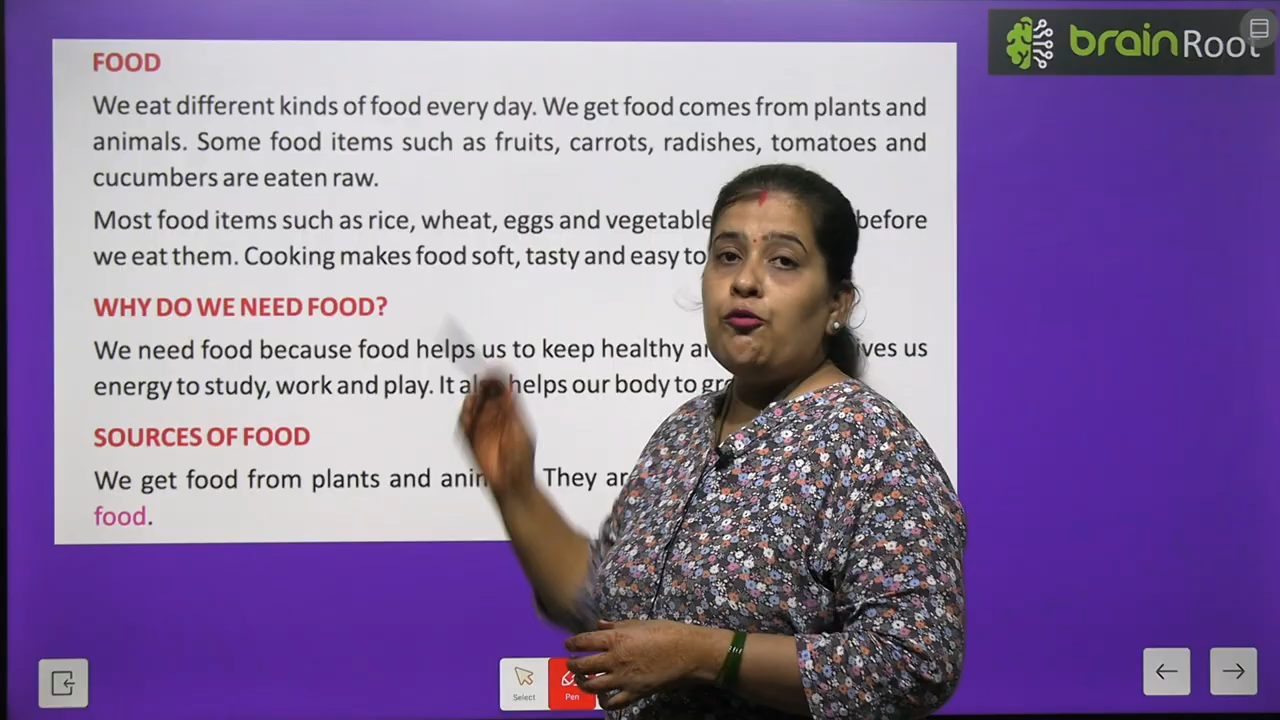 brainRoot
FOOD
We eat different kinds of food every day. We get food comes from plants and
animals. Some food items such as fruits, carrots, radishes, tomatoes and
cucumbers are eaten raw.
Most food items such as rice, wheat, eggs and before
we eat them. Cooking makes food soft, tasty and easy to
WHY DO WE NEED FOOD?
We need food because food helps us to keep healthy us
energy to study, work and play. It also helps our body to
SOURCES OF FOOD
We get food from plants and They
food.
Select
Pen